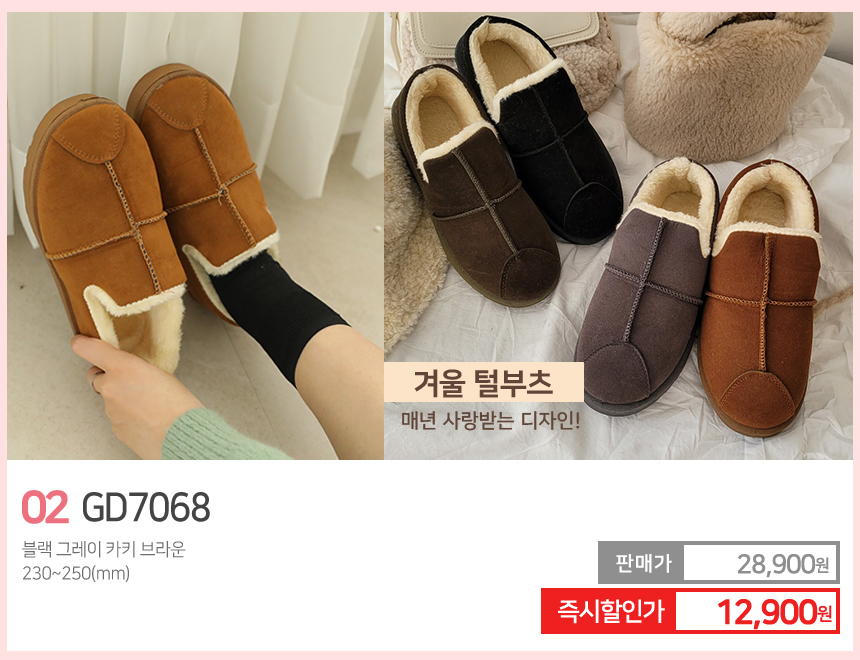 겨울 털부츠
매년 사랑받는 디자인!
02 GD7068
블랙 그레이 카키 브라운
230~250(mm)
판매가 28,900원
즉시할인가 12,900원